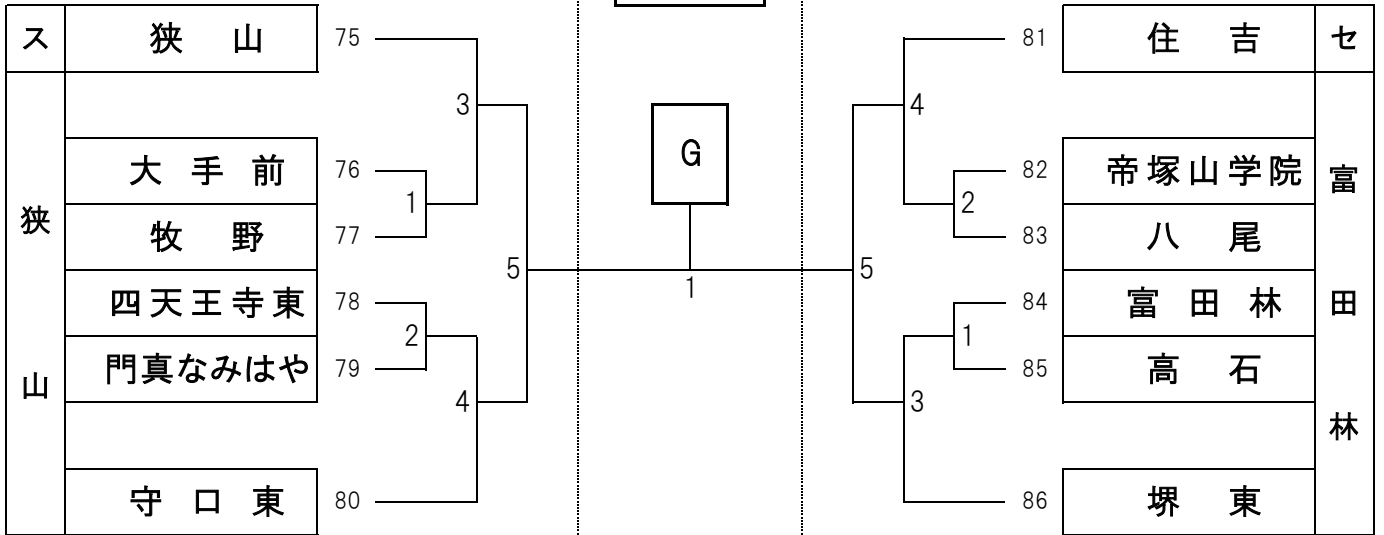 ス 狭山 75 81 住吉 セ
3 4
G
大手前 76 82 帝塚山学院
1 2
牧野 77 83 八尾
狭山 富田林
5 5
1
四天王寺東 78 84 富田林
2 1
門真なみはや 79 85 高石
4 3
守口東 80 86 堺東